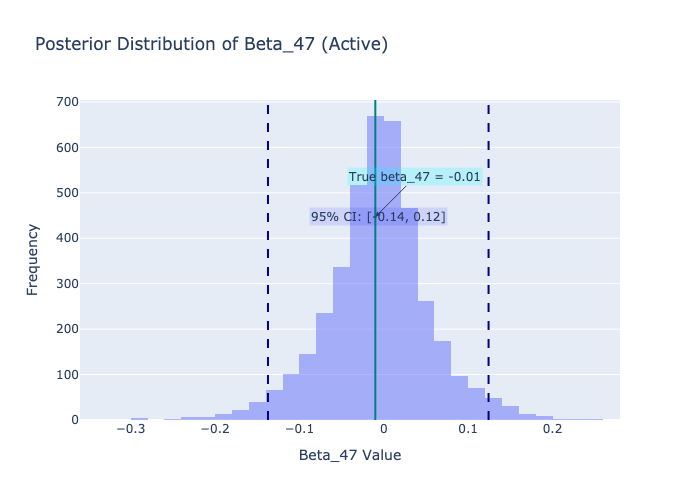 Posterior Distribution of Beta_47 (Active)
700
600
500
400
300
200
100
0
Frequency
True beta_47 = -0.01
95% CI: [-0.14, 0.12]
−0.3
−0.2
−0.1
0
0.1
0.2
Beta_47 Value